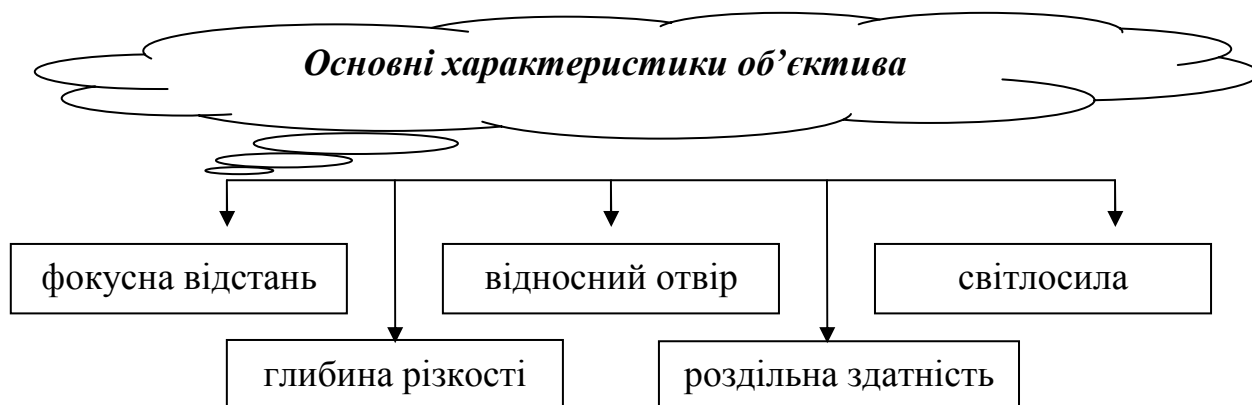 Основні характеристики об’єктива
фокусна відстань
відносний отвір
світлосила
глибина різкості
роздільна здатність